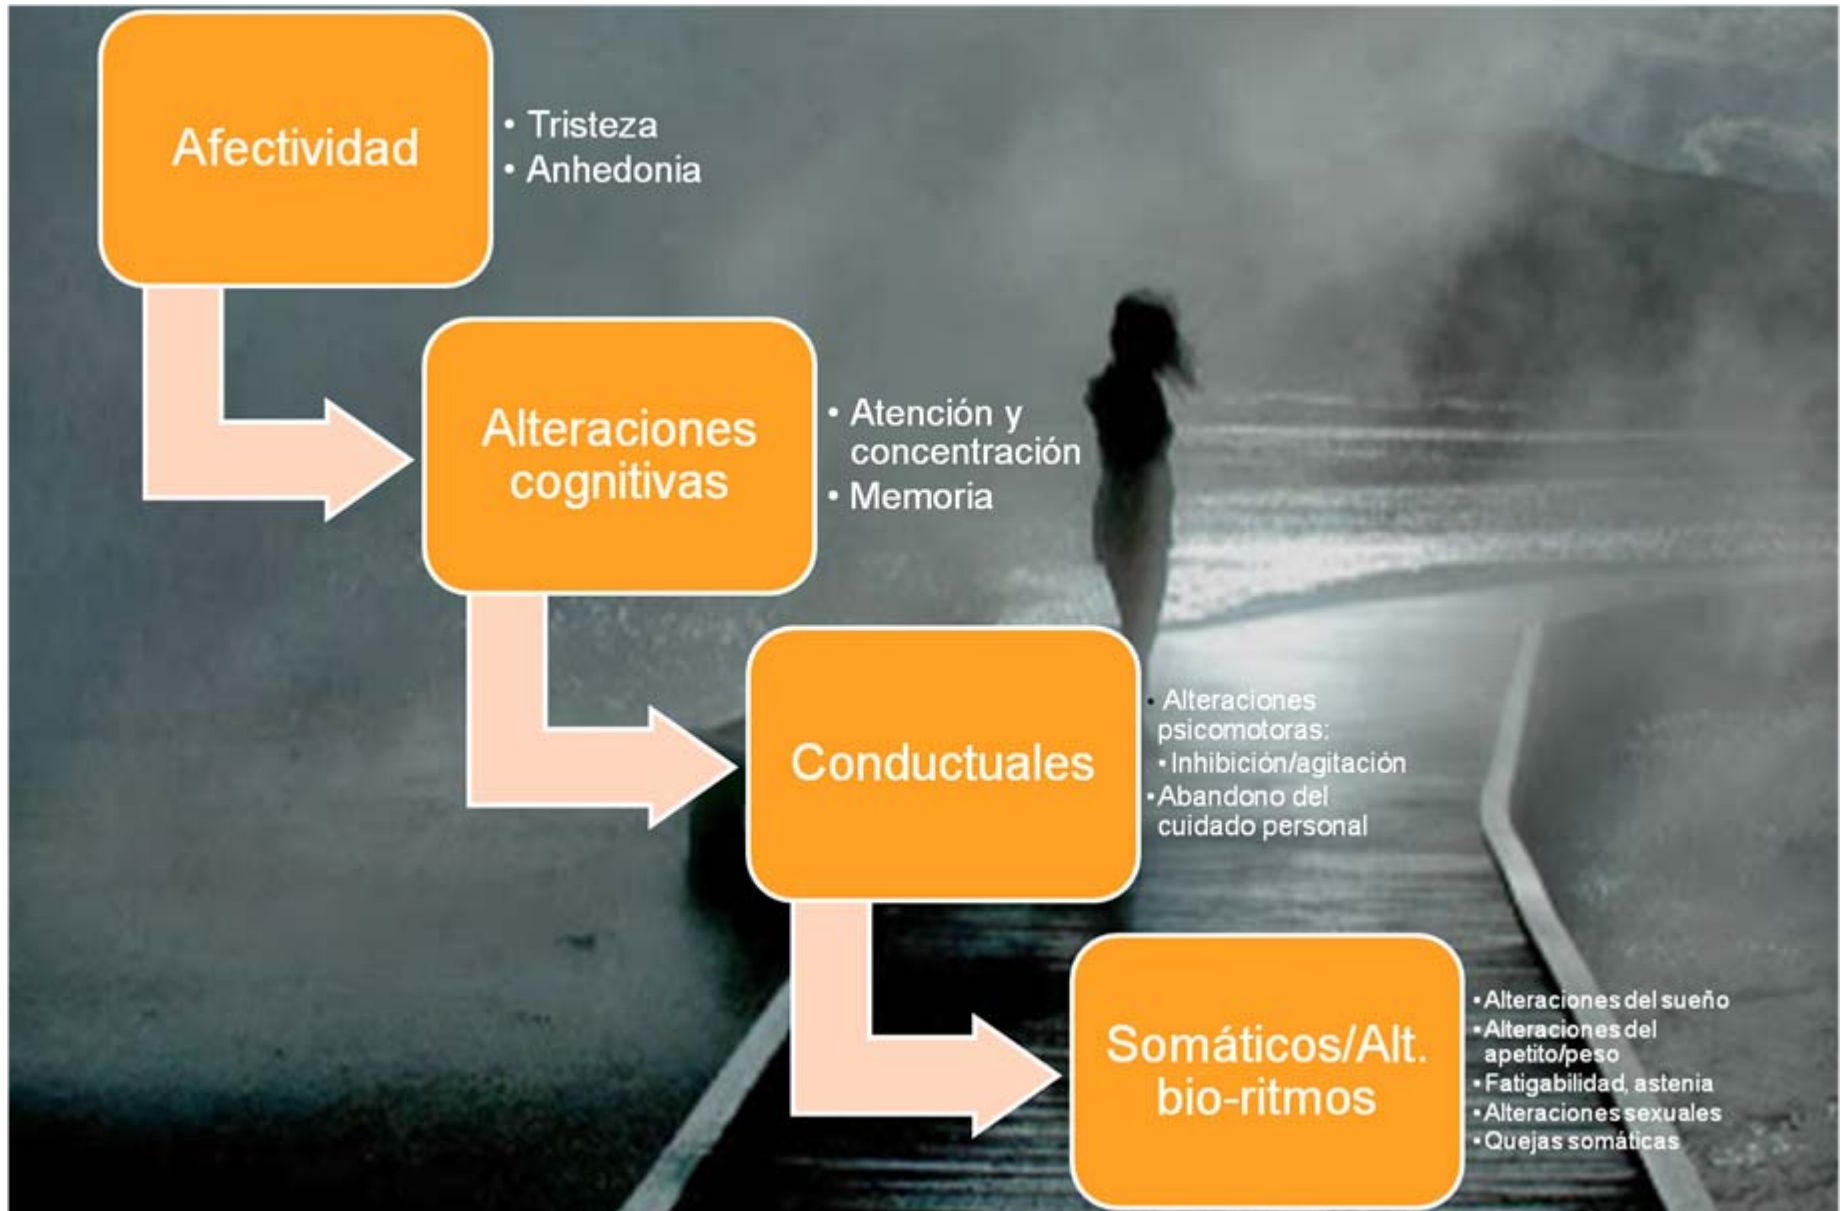 Afectividad
• Tristeza
• Anhedonia
Alteraciones
cognitivas
• Atención y
concentración
• Memoria
Conductuales
• Alteraciones
psicomotoras:
• Inhibición/agitación
• Abandono del
cuidado personal
Somáticos/Alt.
bio-ritmos
• Alteraciones del sueño
• Alteraciones del
apetito/peso
• Fatigabilidad, astenia
• Alteraciones sexuales
• Quejas somáticas